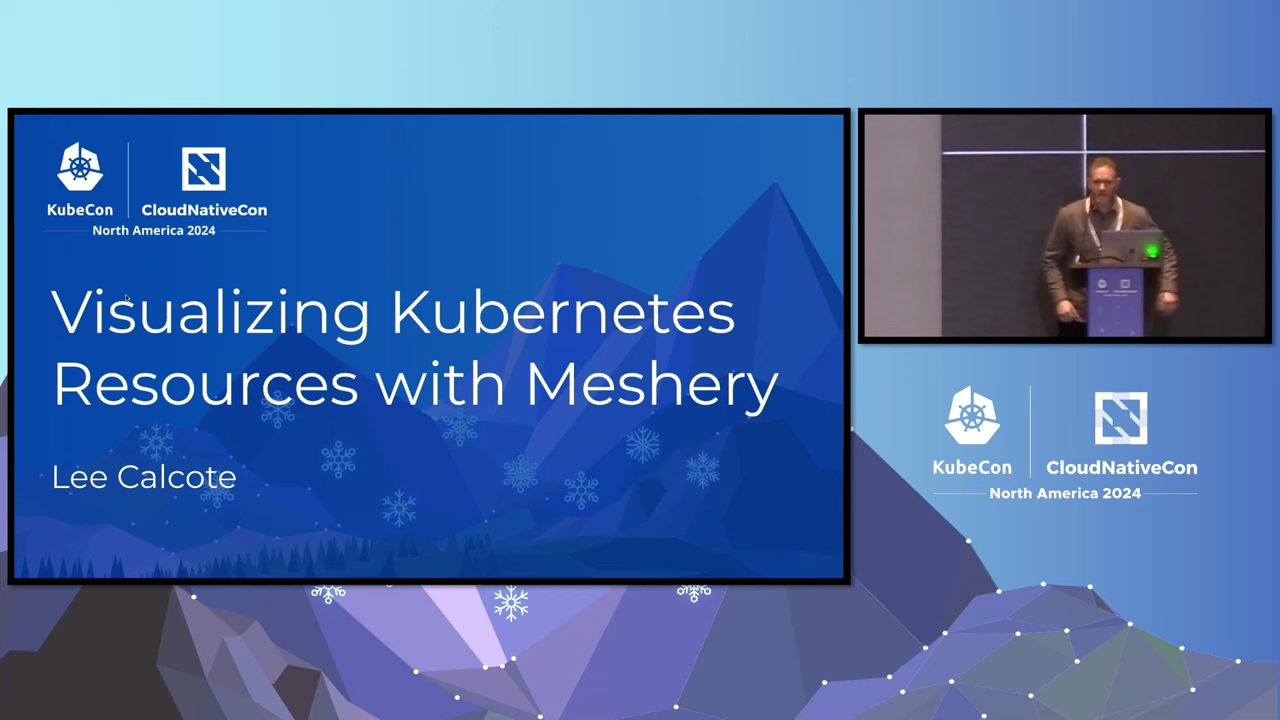 KubeCon
CloudNativeCon
North America 2024
Visualizing Kubernetes
Resources with Meshery
Lee Calcote
KubeCon
CloudNativeCon
North America 2024